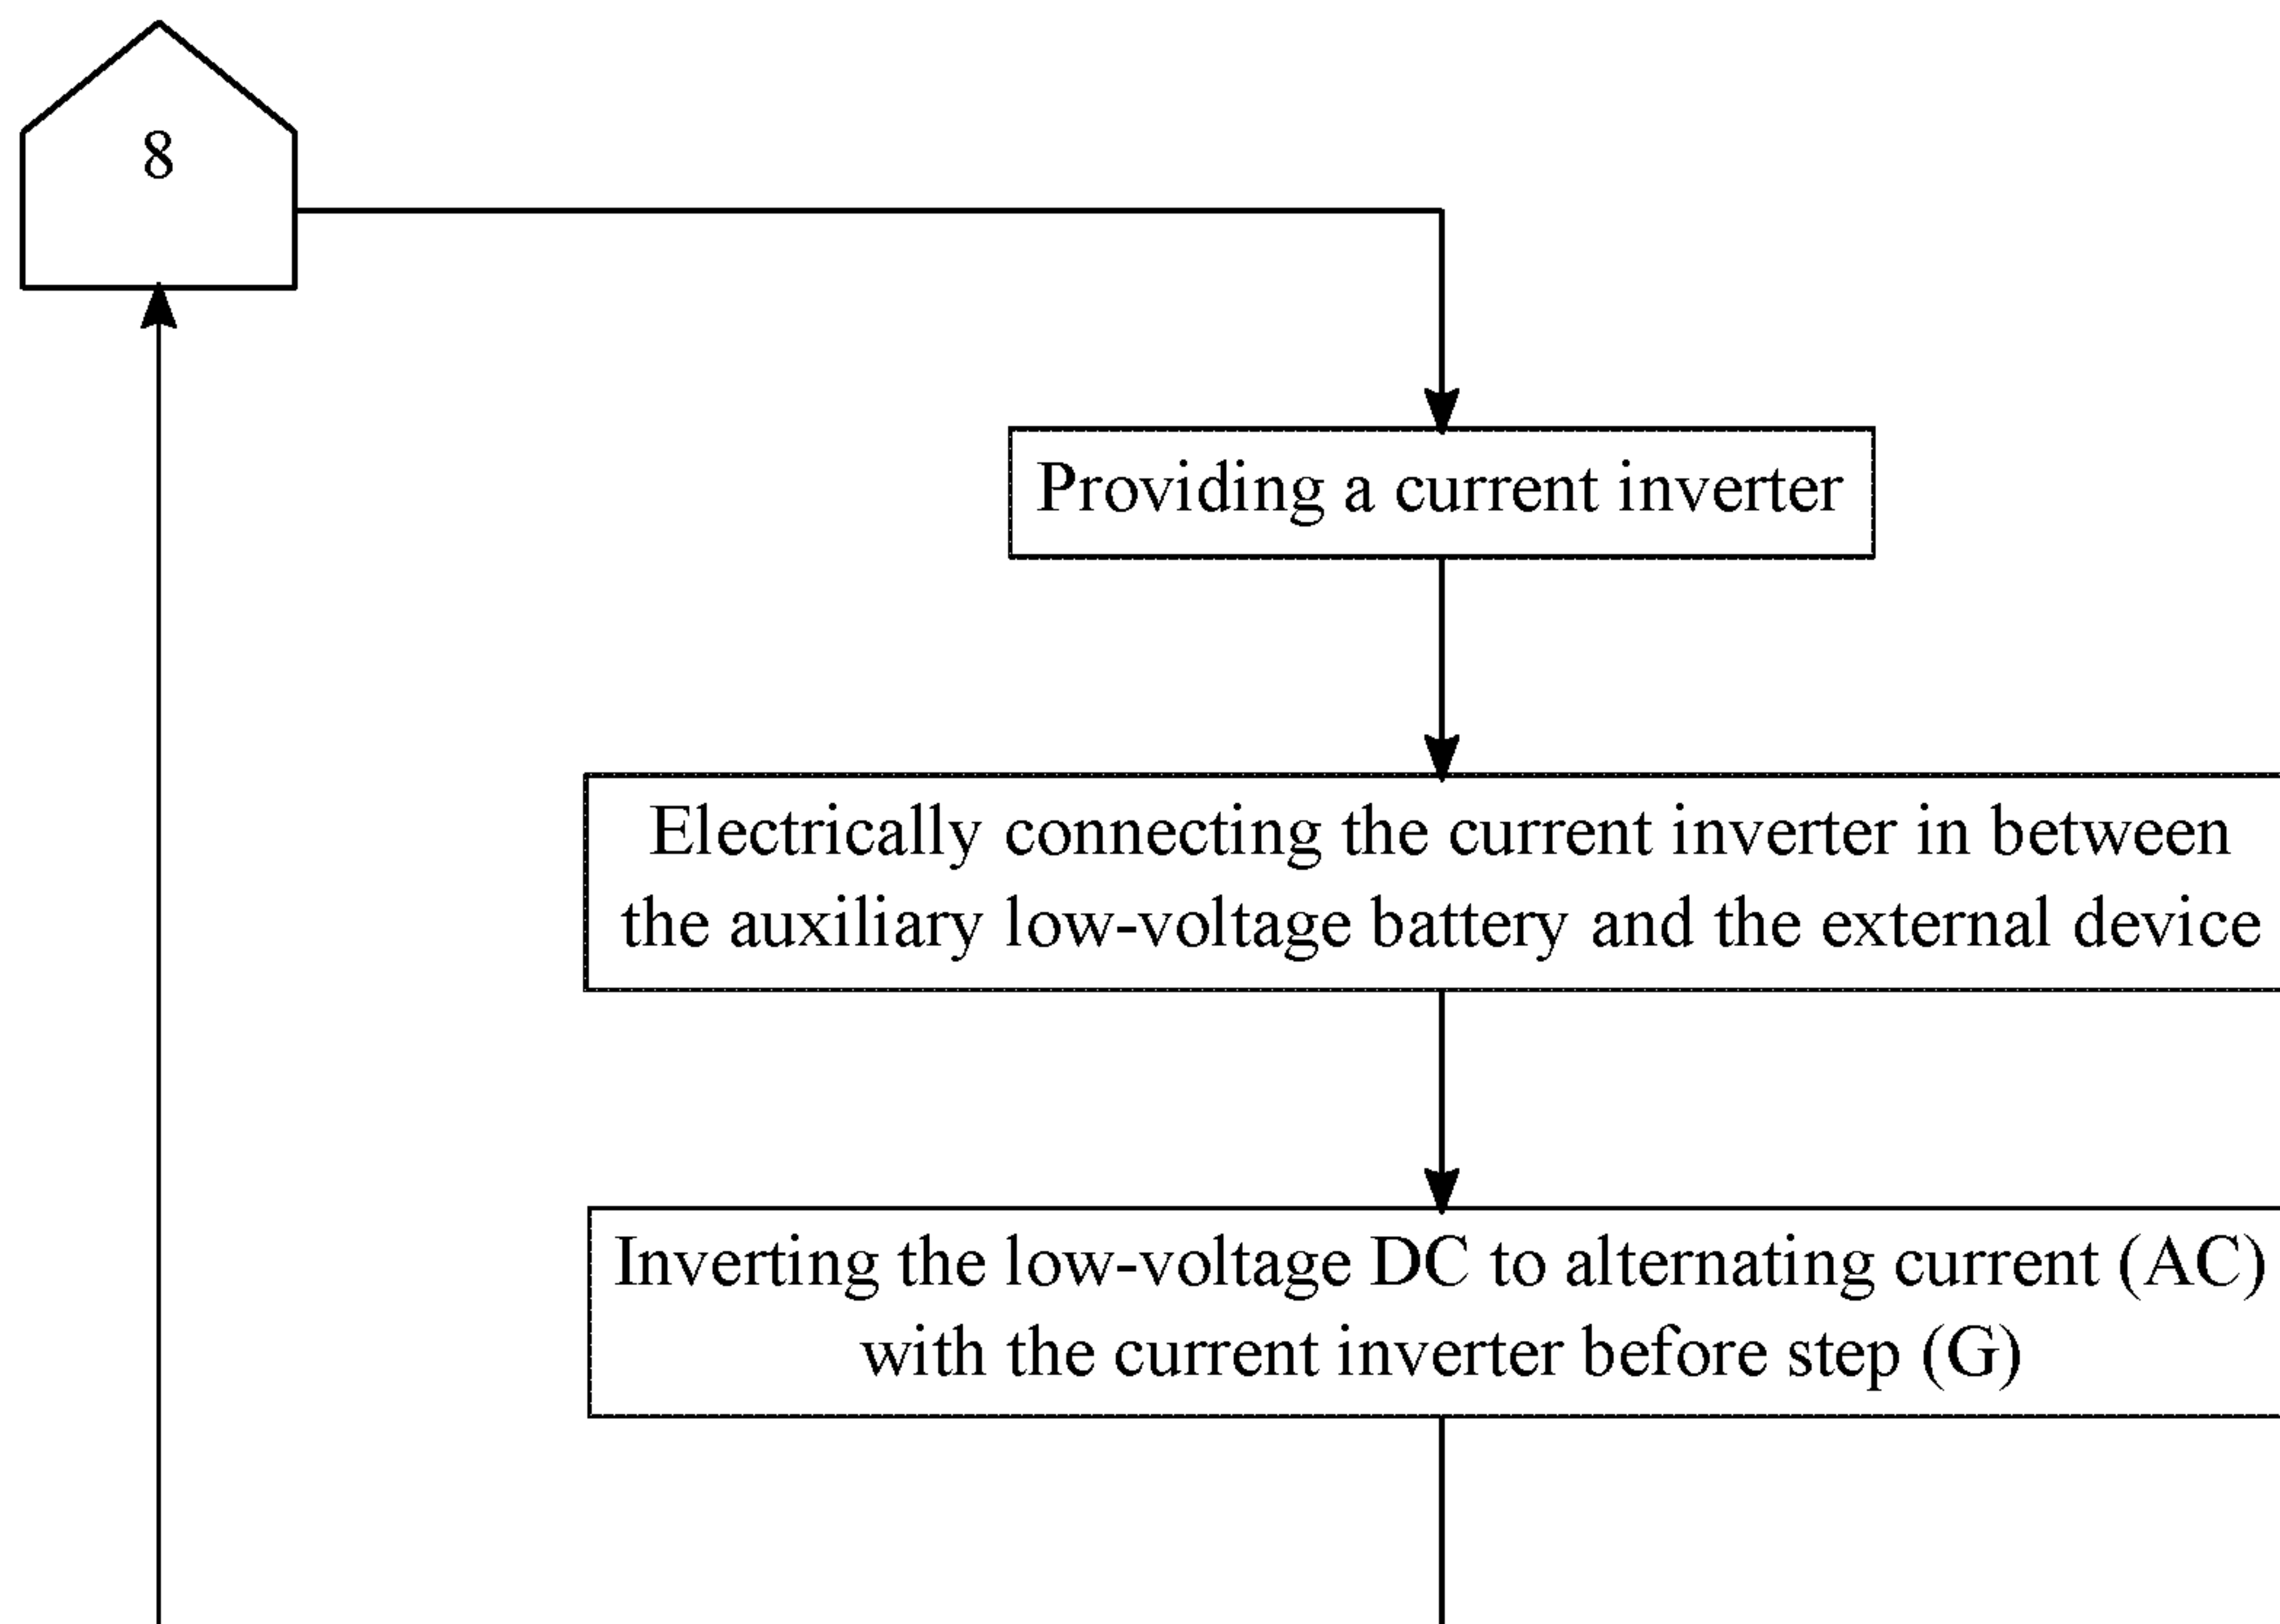 8
Providing a current inverter
Electrically connecting the current inverter in between
the auxiliary low-voltage battery and the external device
Inverting the low-voltage DC to alternating current (AC)
with the current inverter before step (G)